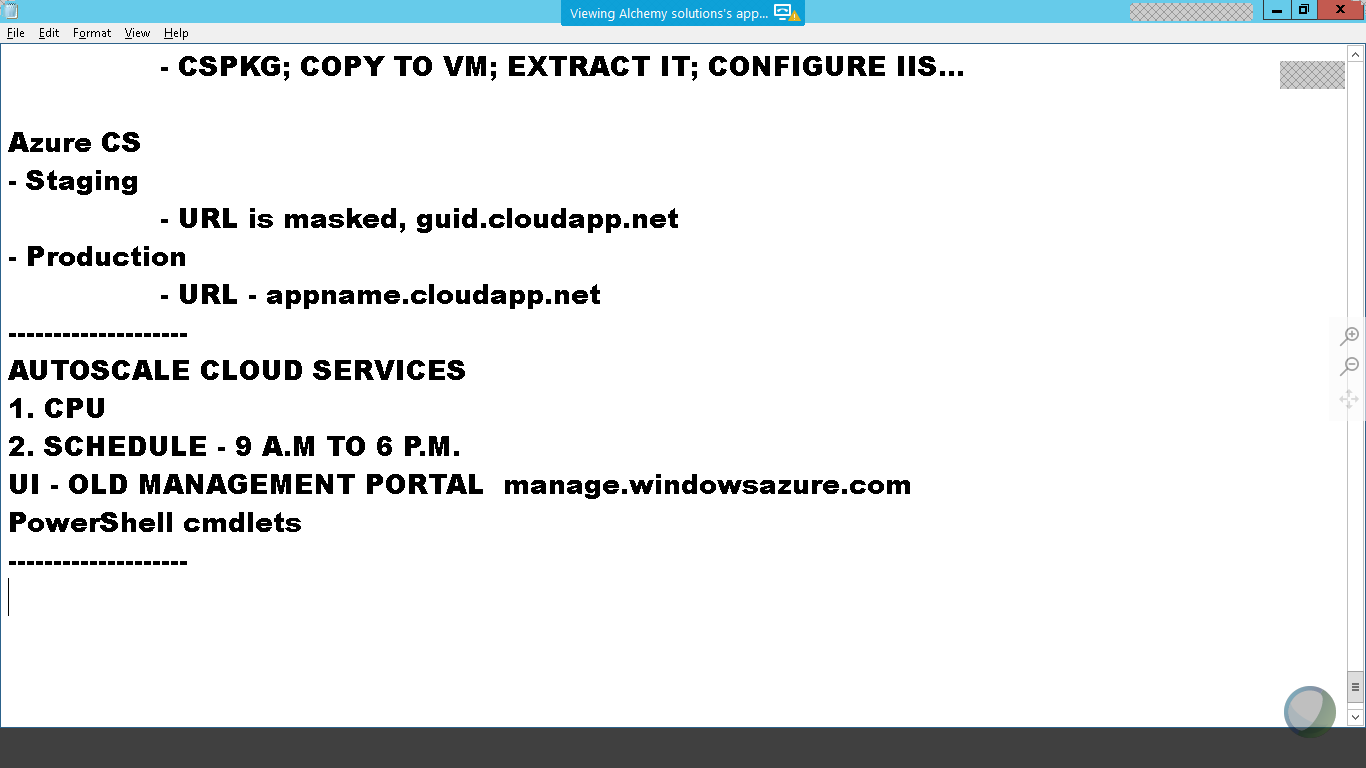 Viewing Alchemy solutions's app...
File Edit Format View Help
- CSPKG; COPY TO VM; EXTRACT IT; CONFIGURE IIS...
Azure CS
- Staging
- URL is masked, guid.cloudapp.net
- Production
- URL - appname.cloudapp.net
--------------------
AUTOSCALE CLOUD SERVICES
1. CPU
2. SCHEDULE - 9 A.M TO 6 P.M.
UI - OLD MANAGEMENT PORTAL  manage.windowsazure.com
PowerShell cmdlets
--------------------